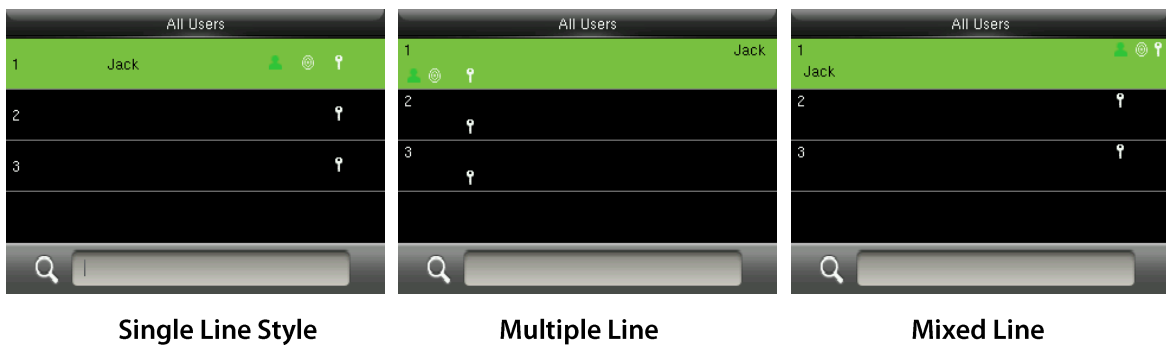 All Users
1 Jack
2
3
All Users
1 Jack
2
3
All Users
1
Jack
2
3
Single Line Style
Multiple Line
Mixed Line